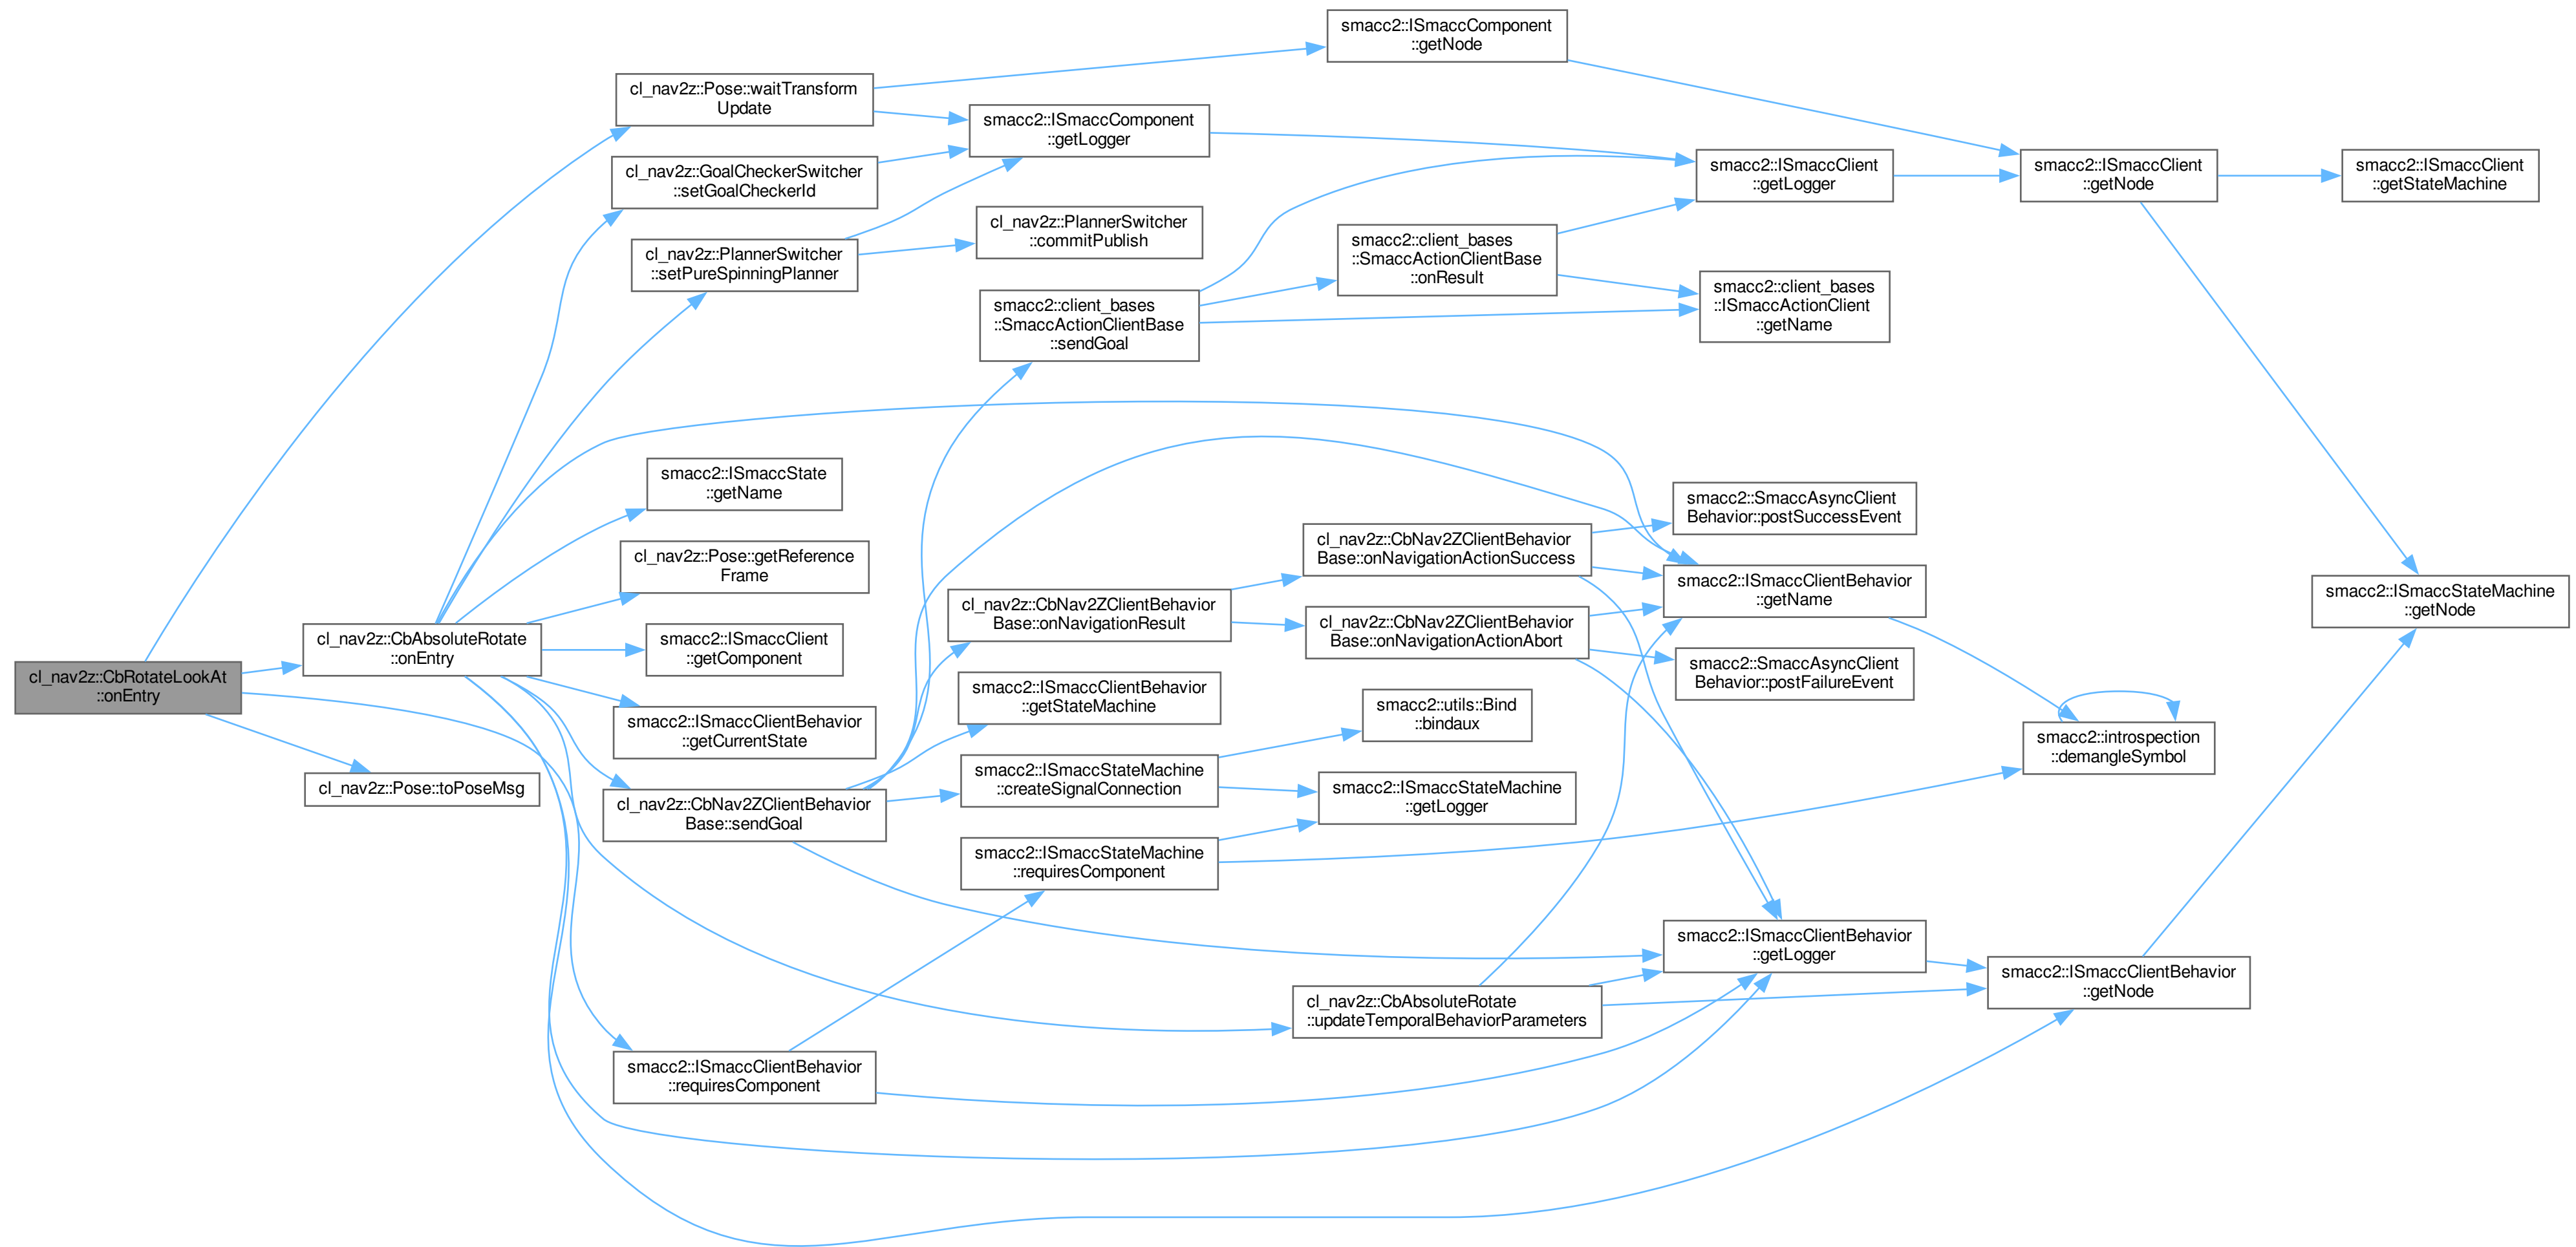 cl_nav2z::CbRotateLookAt
::onEntry
cl_nav2z::Pose::waitTransform
Update
cl_nav2z::CbAbsoluteRotate
::onEntry
cl_nav2z::Pose::toPoseMsg
cl_nav2z::GoalCheckerSwitcher
::setGoalCheckerId
cl_nav2z::PlannerSwitcher
::setPureSpinningPlanner
smacc2::ISmaccState
::getName
cl_nav2z::Pose::getReference
Frame
smacc2::ISmaccClient
::getComponent
smacc2::ISmaccClientBehavior
::getCurrentState
cl_nav2z::CbNav2ZClientBehavior
Base::sendGoal
smacc2::ISmaccClientBehavior
::requiresComponent
smacc2::ISmaccComponent
::getLogger
cl_nav2z::PlannerSwitcher
::commitPublish
smacc2::client_bases
::SmaccActionClientBase
::sendGoal
cl_nav2z::CbNav2ZClientBehavior
Base::onNavigationResult
smacc2::ISmaccClientBehavior
::getStateMachine
smacc2::ISmaccStateMachine
::createSignalConnection
smacc2::ISmaccStateMachine
::requiresComponent
smacc2::ISmaccComponent
::getNode
smacc2::client_bases
::SmaccActionClientBase
::onResult
cl_nav2z::CbNav2ZClientBehavior
Base::onNavigationActionSuccess
cl_nav2z::CbNav2ZClientBehavior
Base::onNavigationActionAbort
smacc2::utils::Bind
::bindaux
smacc2::ISmaccStateMachine
::getLogger
cl_nav2z::CbAbsoluteRotate
::updateTemporalBehaviorParameters
smacc2::ISmaccClient
::getLogger
smacc2::client_bases
::ISmaccActionClient
::getName
smacc2::SmaccAsyncClient
Behavior::postSuccessEvent
smacc2::ISmaccClientBehavior
::getName
smacc2::SmaccAsyncClient
Behavior::postFailureEvent
smacc2::ISmaccClientBehavior
::getLogger
smacc2::ISmaccClient
::getNode
smacc2::introspection
::demangleSymbol
smacc2::ISmaccClientBehavior
::getNode
smacc2::ISmaccClient
::getStateMachine
smacc2::ISmaccStateMachine
::getNode